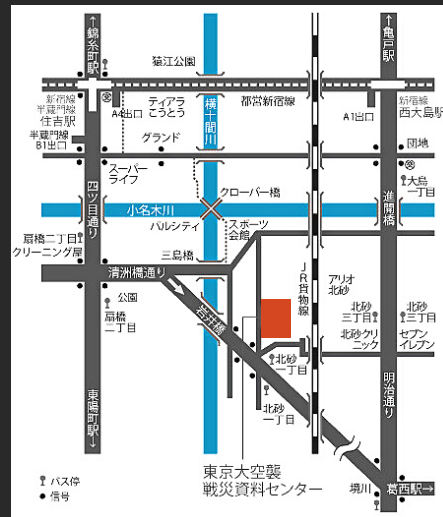 ↑錦糸町駅
猿江公園
↑亀戸駅
新宿線
半蔵門線
住吉駅
A4出口
ティアラ
こうとう
横十間川
都営新宿線
A1出口
新宿線
西大島駅
半蔵門線
B1出口
グランド
団地
スーパー
ライフ
四ツ目通り
クローバー橋
進開橋
大島
一丁目
小名木川
パルシティ
スポーツ
会館
扇橋二丁目
クリーニング屋
三島橋
清洲橋通り
JR貨物線
アリオ
北砂
公園
扇橋
二丁目
岩井橋
北砂
三丁目
北砂
三丁目
北砂クリ
ニック
セブン
イレブン
北砂
一丁目
明治通り
東陽町駅↓
北砂
一丁目
東京大空襲
戦災資料センター
バス停
信号
境川
葛西駅→